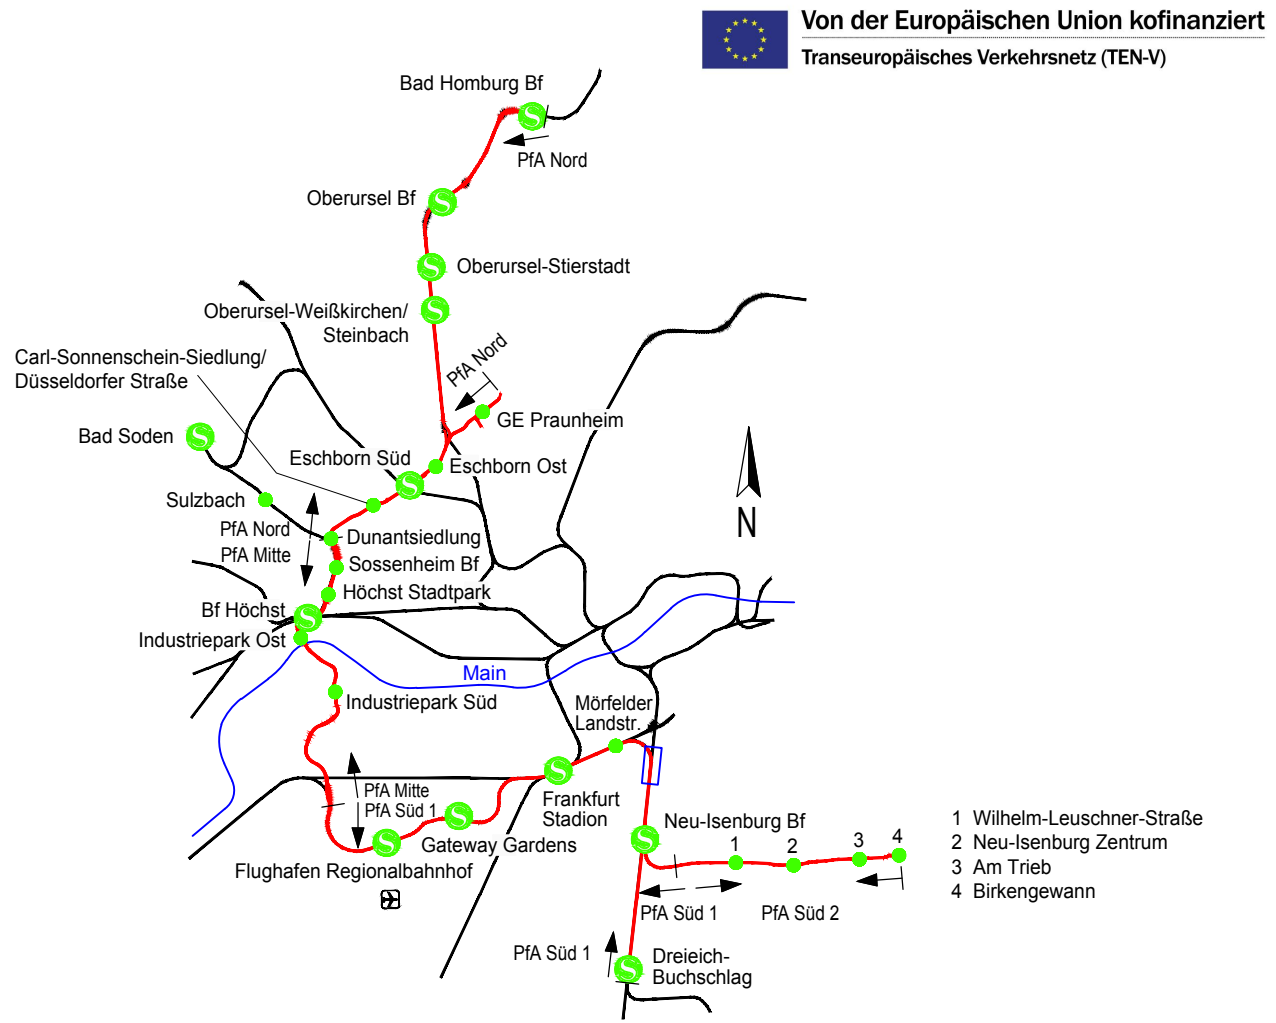 Von der Europäischen Union kofinanziert
Transeuropäisches Verkehrsnetz (TEN-V)
Bad Homburg Bf
PfA Nord
Oberursel Bf
Oberursel-Stierstadt
Oberursel-Weißkirchen/
Steinbach
Carl-Sonnenschein-Siedlung/
Düsseldorfer Straße
PfA Nord
GE Praunheim
Bad Soden
Eschborn Süd
Eschborn Ost
Sulzbach
PfA Nord
PfA Mitte
Dunantsiedlung
Sossenheim Bf
Höchst Stadtpark
N
Bf Höchst
Industriepark Ost
Main
Industriepark Süd
Mörfelder
Landstr.
PfA Mitte
PfA Süd 1
Frankfurt
Stadion
Gateway Gardens
Flughafen Regionalbahnhof
Neu-Isenburg Bf
1
2
3
4
1 Wilhelm-Leuschner-Straße
2 Neu-Isenburg Zentrum
3 Am Trieb
4 Birkengewann
PfA Süd 1
PfA Süd 2
PfA Süd 1
Dreieich-
Buchschlag